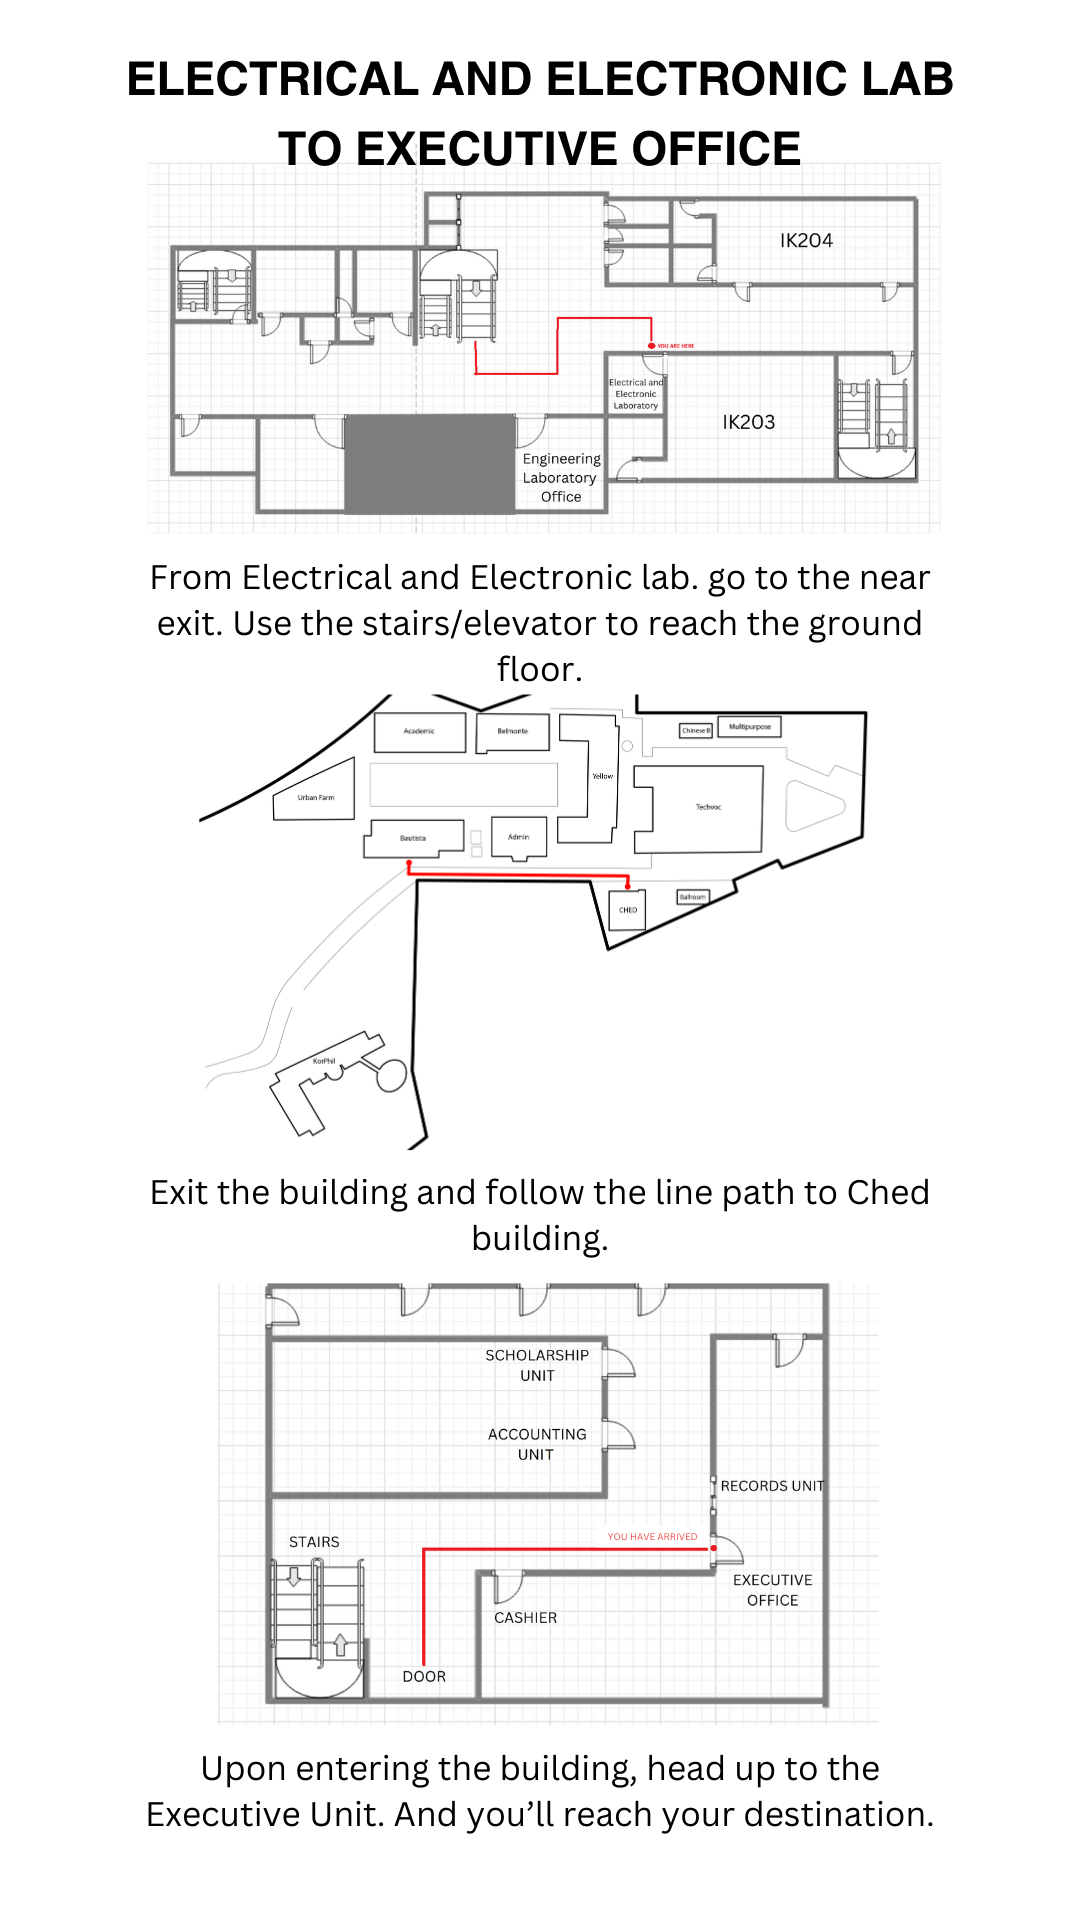 ELECTRICAL AND ELECTRONIC LAB
TO EXECUTIVE OFFICE
IK204
YOU ARE HERE
Electrical and
Electronic
Laboratory
IK203
Engineering
Laboratory
Office
From Electrical and Electronic lab. go to the near
exit. Use the stairs/elevator to reach the ground
floor.
Academic
Belmonte
Chinese B
Multipurpose
Yellow
Urban Farm
Techvoc
Bautista
Admin
CHED
Ballroom
KorPhil
Exit the building and follow the line path to Ched
building.
SCHOLARSHIP
UNIT
ACCOUNTING
UNIT
RECORDS UNIT
YOU HAVE ARRIVED
STAIRS
EXECUTIVE
OFFICE
CASHIER
DOOR
Upon entering the building, head up to the
Executive Unit. And you’ll reach your destination.